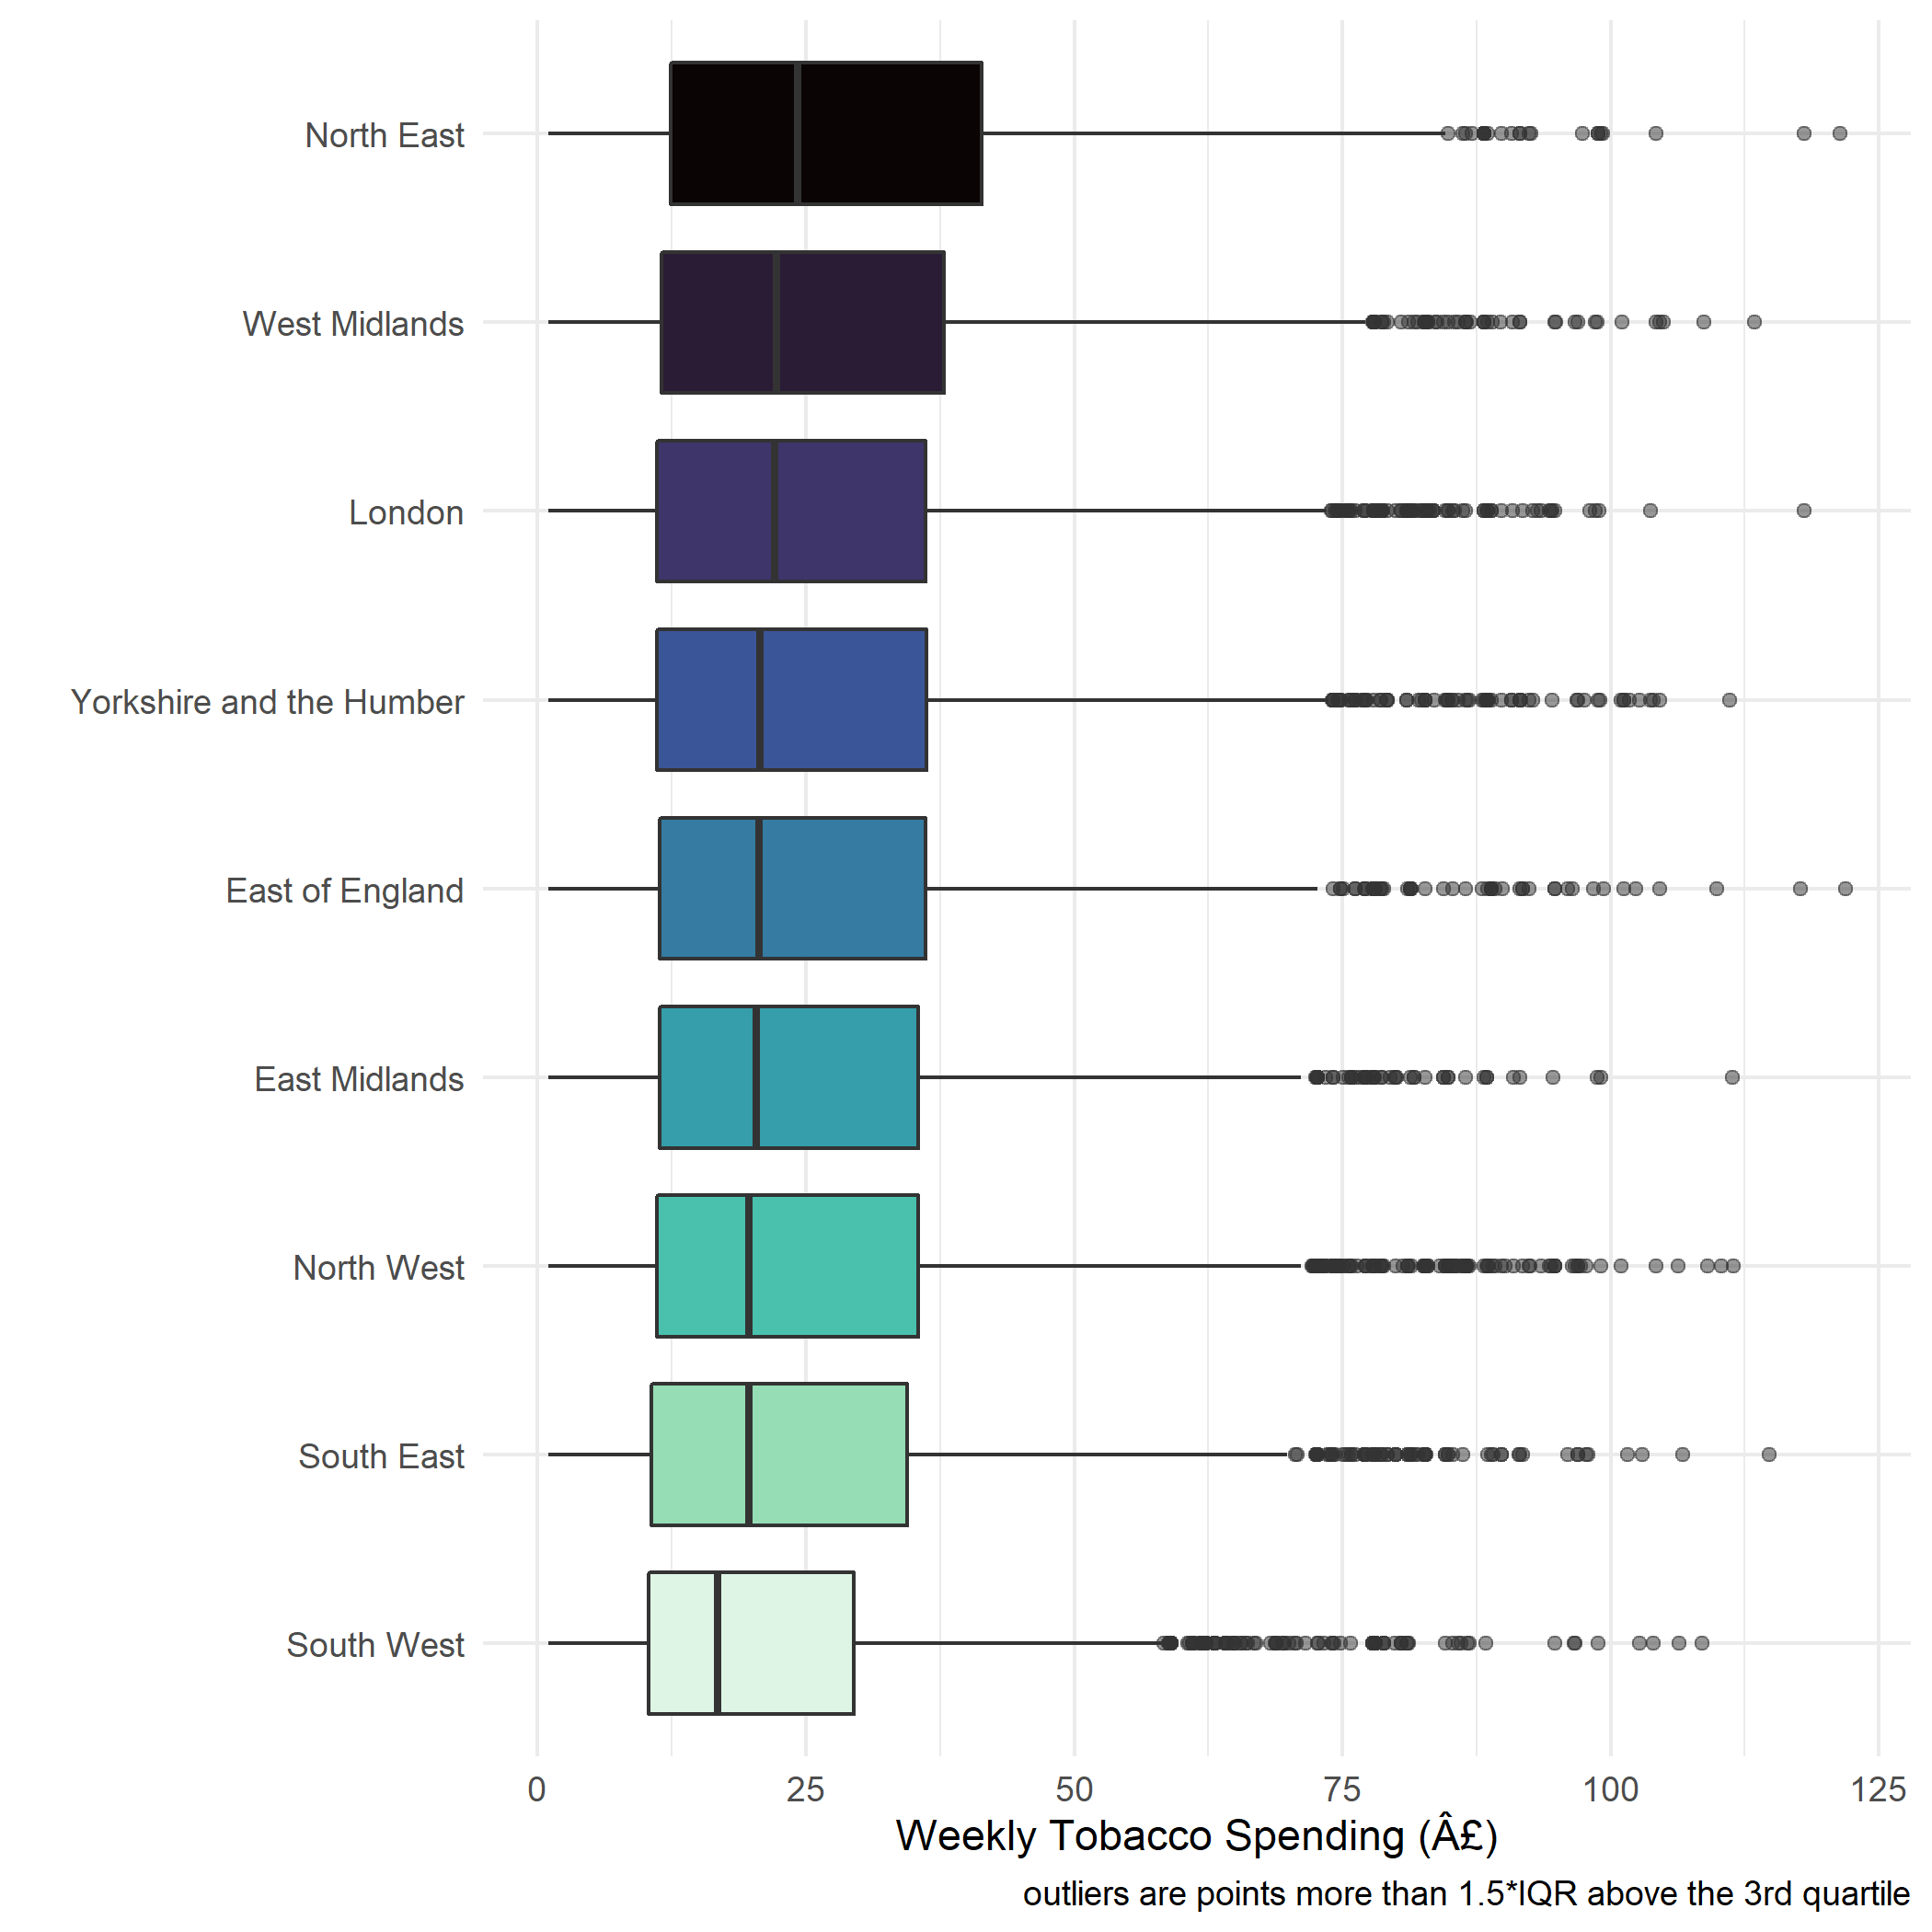 North East
West Midlands
London
Yorkshire and the Humber
East of England
East Midlands
North West
South East
South West
0 25 50 75 100 125
Weekly Tobacco Spending (Â£)
outliers are points more than 1.5*IQR above the 3rd quartile